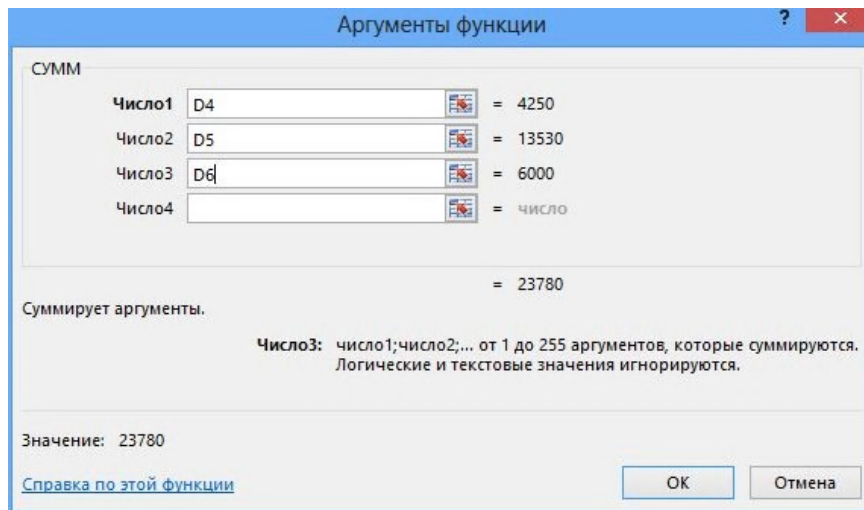 Аргументы функции ? ×
СУММ
Число1 D4 = 4250
Число2 D5 = 13530
Число3 D6 = 6000
Число4 = число
= 23780
Суммирует аргументы.
Число3: число1;число2;... от 1 до 255 аргументов, которые суммируются.
Логические и текстовые значения игнорируются.
Значение: 23780
Справка по этой функции OK Отмена